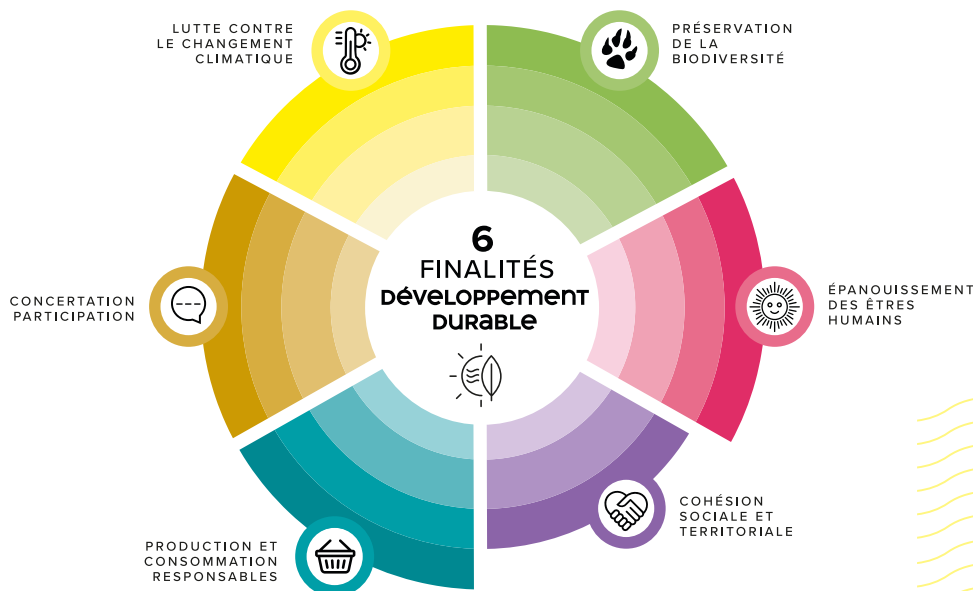 LUTTE CONTRE
LE CHANGEMENT
CLIMATIQUE
PRÉSERVATION
DE LA
BIODIVERSITÉ
6
FINALITÉS
DÉVELOPPEMENT
DURABLE
CONCERTATION
PARTICIPATION
ÉPANOUISSEMENT
DES ÊTRES
HUMAINS
PRODUCTION ET
CONSOMMATION
RESPONSABLES
COHÉSION
SOCIALE ET
TERRITORIALE